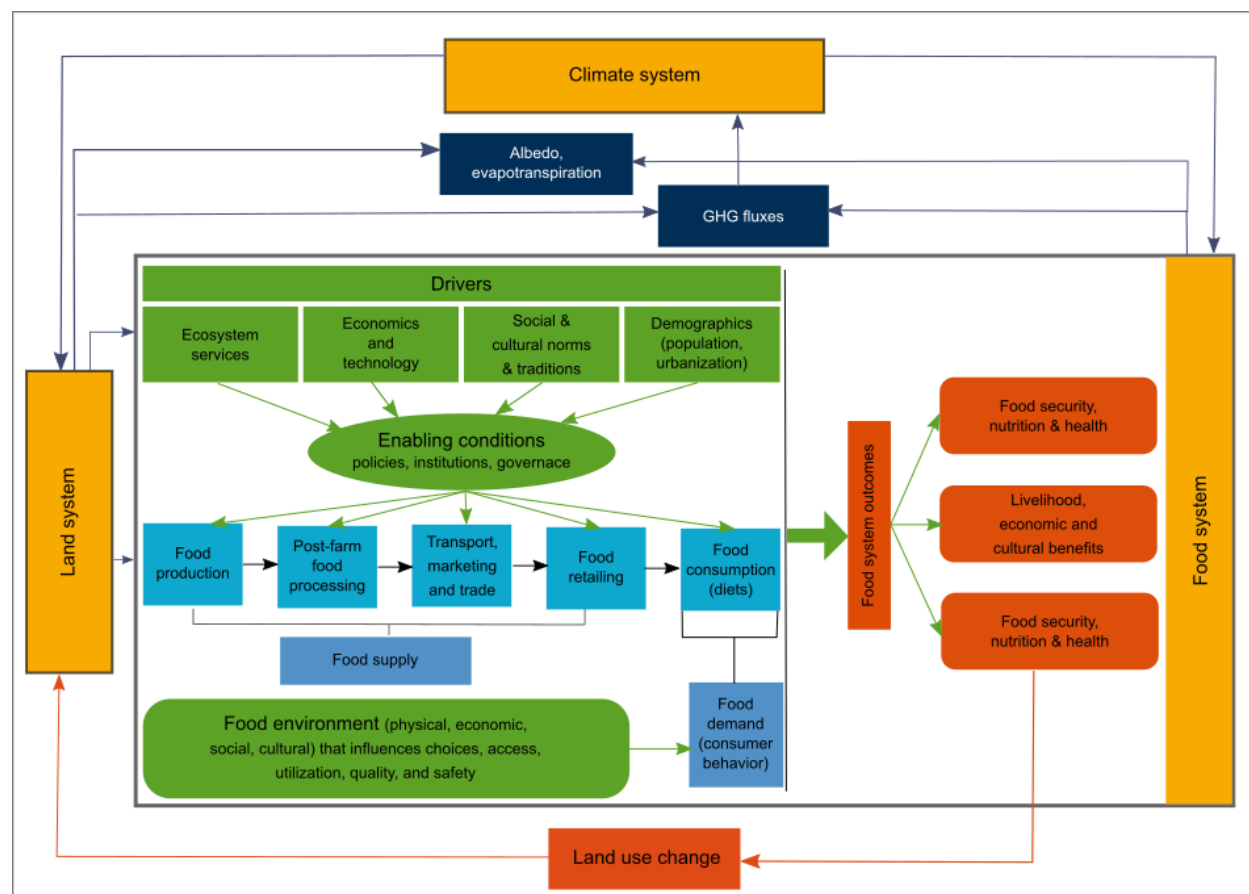 Climate system
Albedo,
evapotranspiration
GHG fluxes
Drivers
Ecosystem
services
Economics
and
technology
Social &
cultural norms
& traditions
Demographics
(population,
urbanization)
Enabling conditions
policies, institutions, governace
Land system
Food
production
Post-farm
food
processing
Transport,
marketing
and trade
Food
retailing
Food
consumption
(diets)
Food supply
Food environment (physical, economic,
social, cultural) that influences choices, access,
utilization, quality, and safety
Food
demand
(consumer
behavior)
Food system outcomes
Food security,
nutrition & health
Livelihood,
economic and
cultural benefits
Food security,
nutrition & health
Food system
Land use change